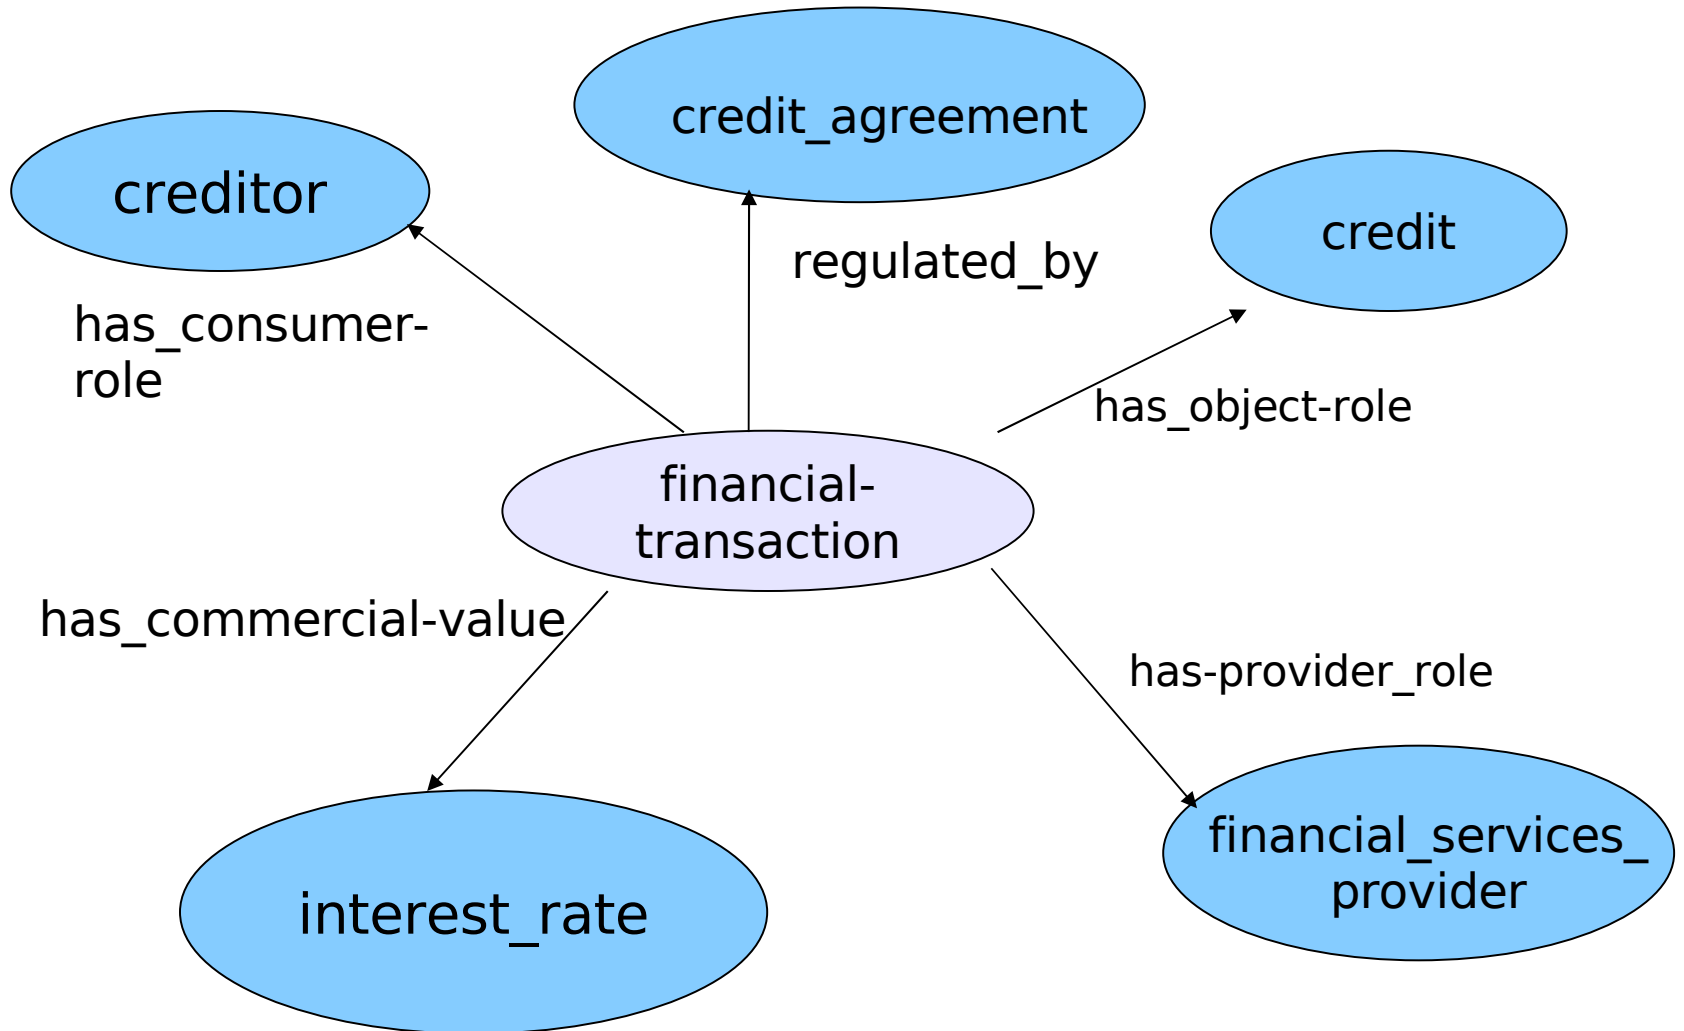 credit_agreement
creditor
credit
regulated_by
has_consumer-
role
has_object-role
financial-
transaction
has_commercial-value
has-provider_role
financial_services_
provider
interest_rate